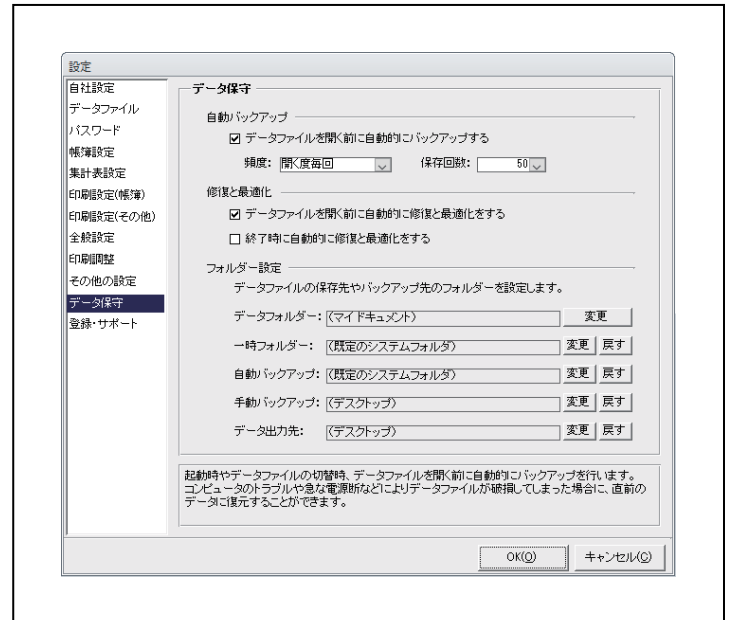 設定
自社設定
データファイル
パスワード
帳簿設定
集計表設定
印刷設定(帳簿)
印刷設定(その他)
全般設定
印刷調整
その他の設定
データ保守
登録・サポート
データ保守
自動バックアップ
データファイルを開く前に自動的にバックアップする
頻度: 開く度毎回 保存回数: 50
修復と最適化
データファイルを開く前に自動的に修復と最適化をする
終了時に自動的に修復と最適化をする
フォルダー設定
データファイルの保存先やバックアップ先のフォルダーを設定します。
データフォルダー: (マイドキュメント) 変更
一時フォルダー: (既定のシステムフォルダ) 変更 戻す
自動バックアップ: (既定のシステムフォルダ) 変更 戻す
手動バックアップ: (デスクトップ) 変更 戻す
データ出力先: (デスクトップ) 変更 戻す
起動時やデータファイルの切替時、データファイルを開く前に自動的にバックアップを行います。
コンピュータのトラブルや急な電源断などによりデータファイルが破損してしまった場合に、直前の
データに復元することができます。
OK(O) キャンセル(C)